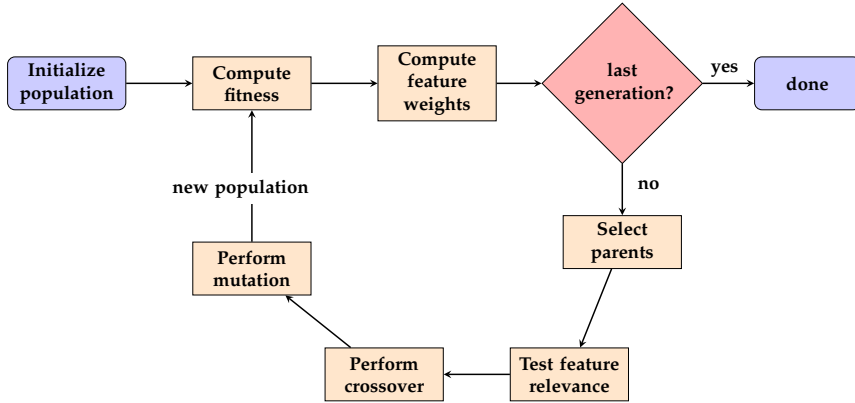 Initialize
population
Compute
fitness
Compute
feature
weights
last
generation?
yes
done
no
Select
parents
Test feature
relevance
Perform
crossover
Perform
mutation
new population